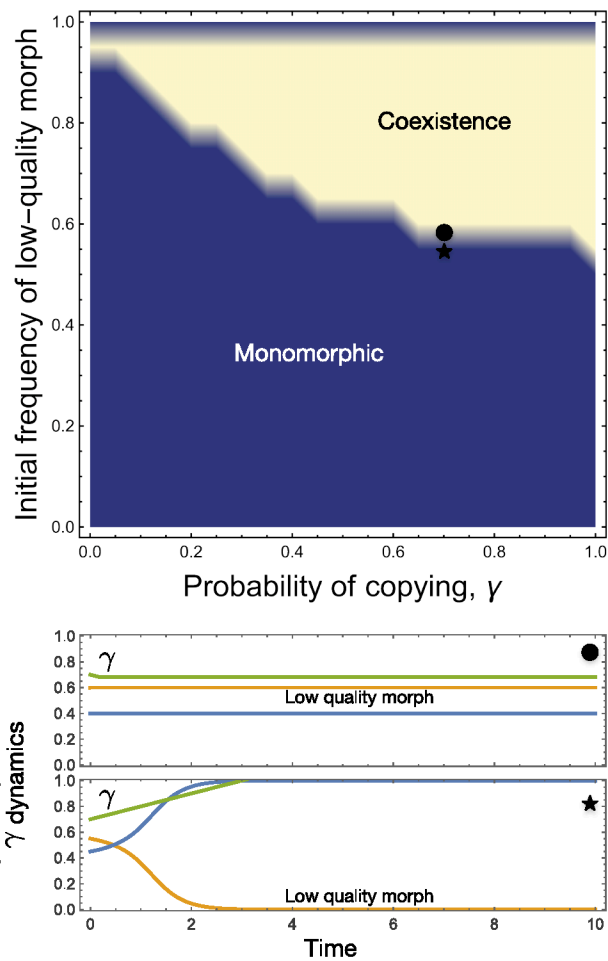 Initial frequency of low-quality morph
1.0
0.8
0.6
0.4
0.2
0.0
Coexistence
Monomorphic
0.0 0.2 0.4 0.6 0.8 1.0
Probability of copying, γ
γ dynamics
1.0
0.8
0.6
0.4
0.2
0.0
γ
Low quality morph
1.0
0.8
0.6
0.4
0.2
0.0
γ
Low quality morph
0 2 4 6 8 10
Time